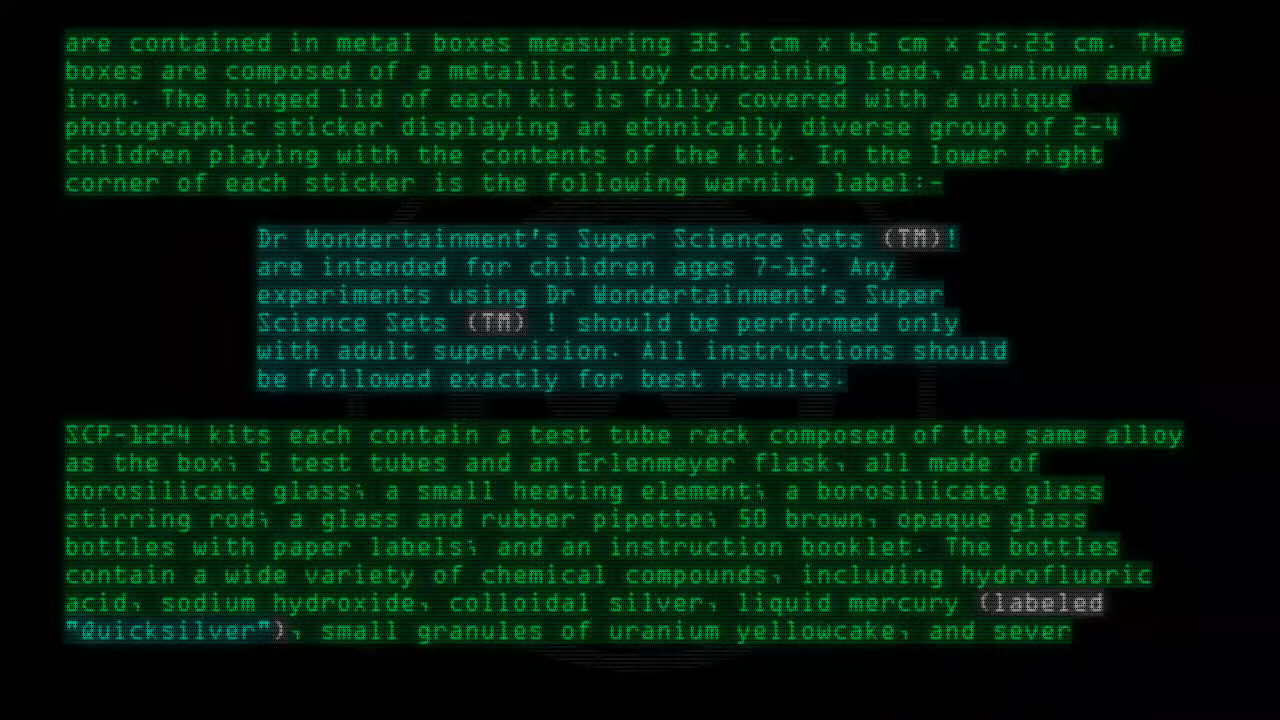 are contained in metal boxes measuring 35.5 cm x 65 cm x 25.25 cm. The
boxes are composed of a metallic alloy containing lead, aluminum and
iron. The hinged lid of each kit is fully covered with a unique
photographic sticker displaying an ethnically diverse group of 2-4
children playing with the contents of the kit. In the lower right
corner of each sticker is the following warning label:-
Dr Wondertainment's Super Science Sets (TM)!
are intended for children ages 7-12. Any
experiments using Dr Wondertainment's Super
Science Sets (TM) ! should be performed only
with adult supervision. All instructions should
be followed exactly for best results.
SCP-1224 kits each contain a test tube rack composed of the same alloy
as the box; 5 test tubes and an Erlenmeyer flask, all made of
borosilicate glass; a small heating element; a borosilicate glass
stirring rod; a glass and rubber pipette; 50 brown, opaque glass
bottles with paper labels; and an instruction booklet. The bottles
contain a wide variety of chemical compounds, including hydrofluoric
acid, sodium hydroxide, colloidal silver, liquid mercury (labeled
"Quicksilver"), small granules of uranium yellowcake, and sever